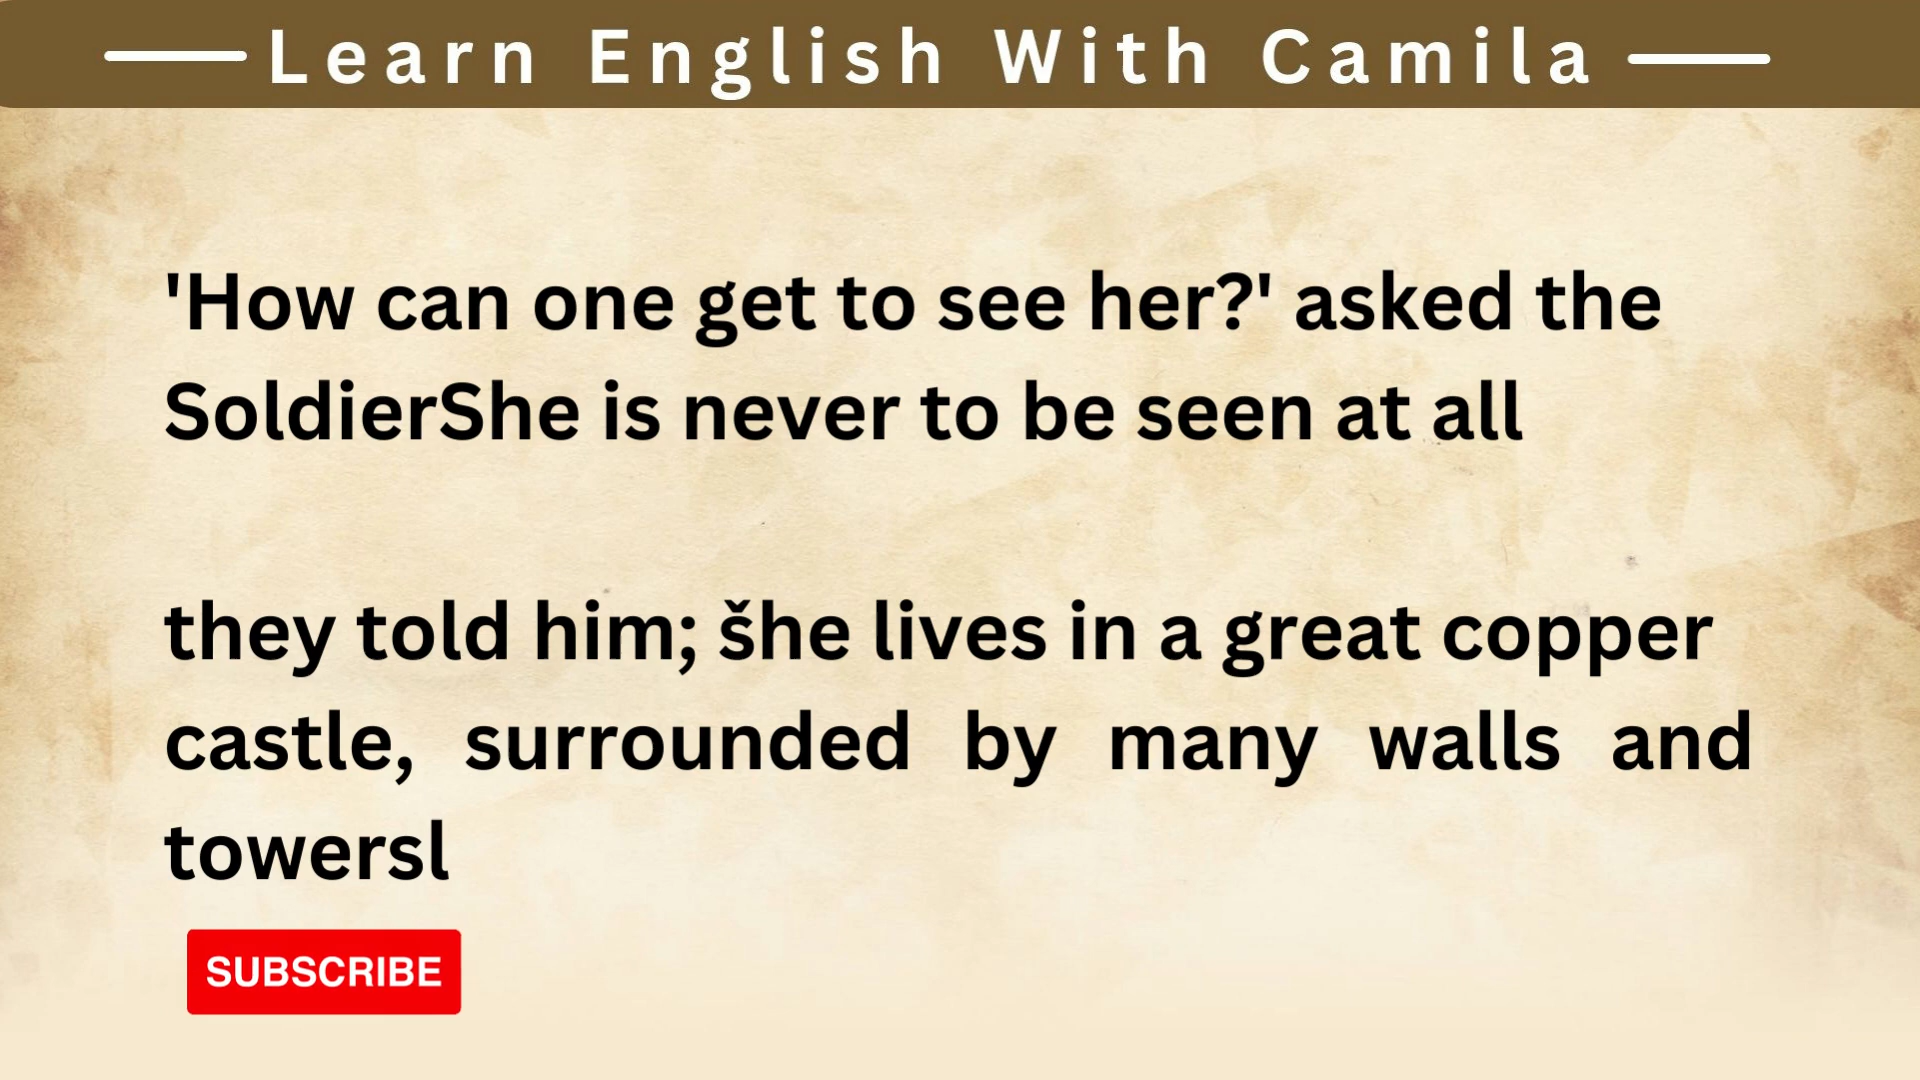 Learn English With Camila
'How can one get to see her?' asked the
SoldierShe is never to be seen at all
they told him; šhe lives in a great copper
castle, surrounded by many walls and
towersl
SUBSCRIBE